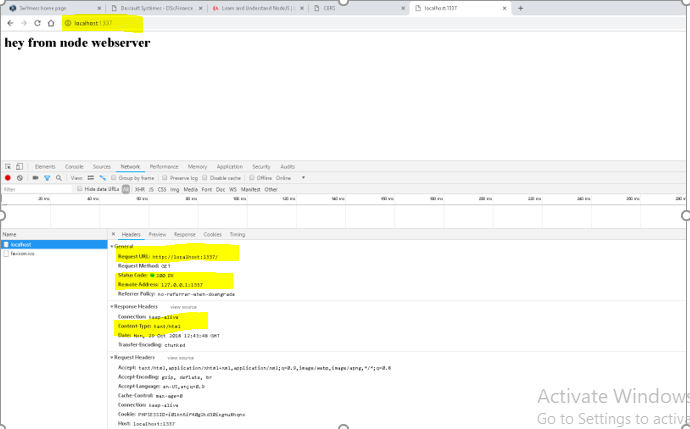 Swftness home page
Dassault Systèmes - DSxFinance
Learn and Understand NodeJS |
CERS
localhost:1337
localhost:1337
hey from node webserver
Elements Console Sources Network Performance Memory Application Security Audits
View: Group by frame Preserve log Disable cache Offline Online
Filter Hide data URLs All XHR JS CSS Img Media Font Doc WS Manifest Other
20 ms 40 ms 60 ms 80 ms 100 ms 120 ms 140 ms 160 ms 180 ms 200 ms 220 ms 240 ms 260 ms 280 ms
Name
localhost
favicon.ico
Headers Preview Response Cookies Timing
General
Request URL: http://localhost:1337/
Request Method: GET
Status Code: 200 OK
Remote Address: 127.0.0.1:1337
Referrer Policy: no-referrer-when-downgrade
Response Headers view source
Connection: keep-alive
Content-Type: text/html
Date: Mon, 29 Oct 2018 12:43:48 GMT
Transfer-Encoding: chunked
Request Headers view source
Accept: text/html,application/xhtml+xml,application/xml;q=0.9,image/webp,image/apng,*/*;q=0.8
Accept-Encoding: gzip, deflate, br
Accept-Language: en-US,en;q=0.9
Cache-Control: max-age=0
Connection: keep-alive
Cookie:
Host: localhost:1337
Activate Windows
Go to Settings to activa